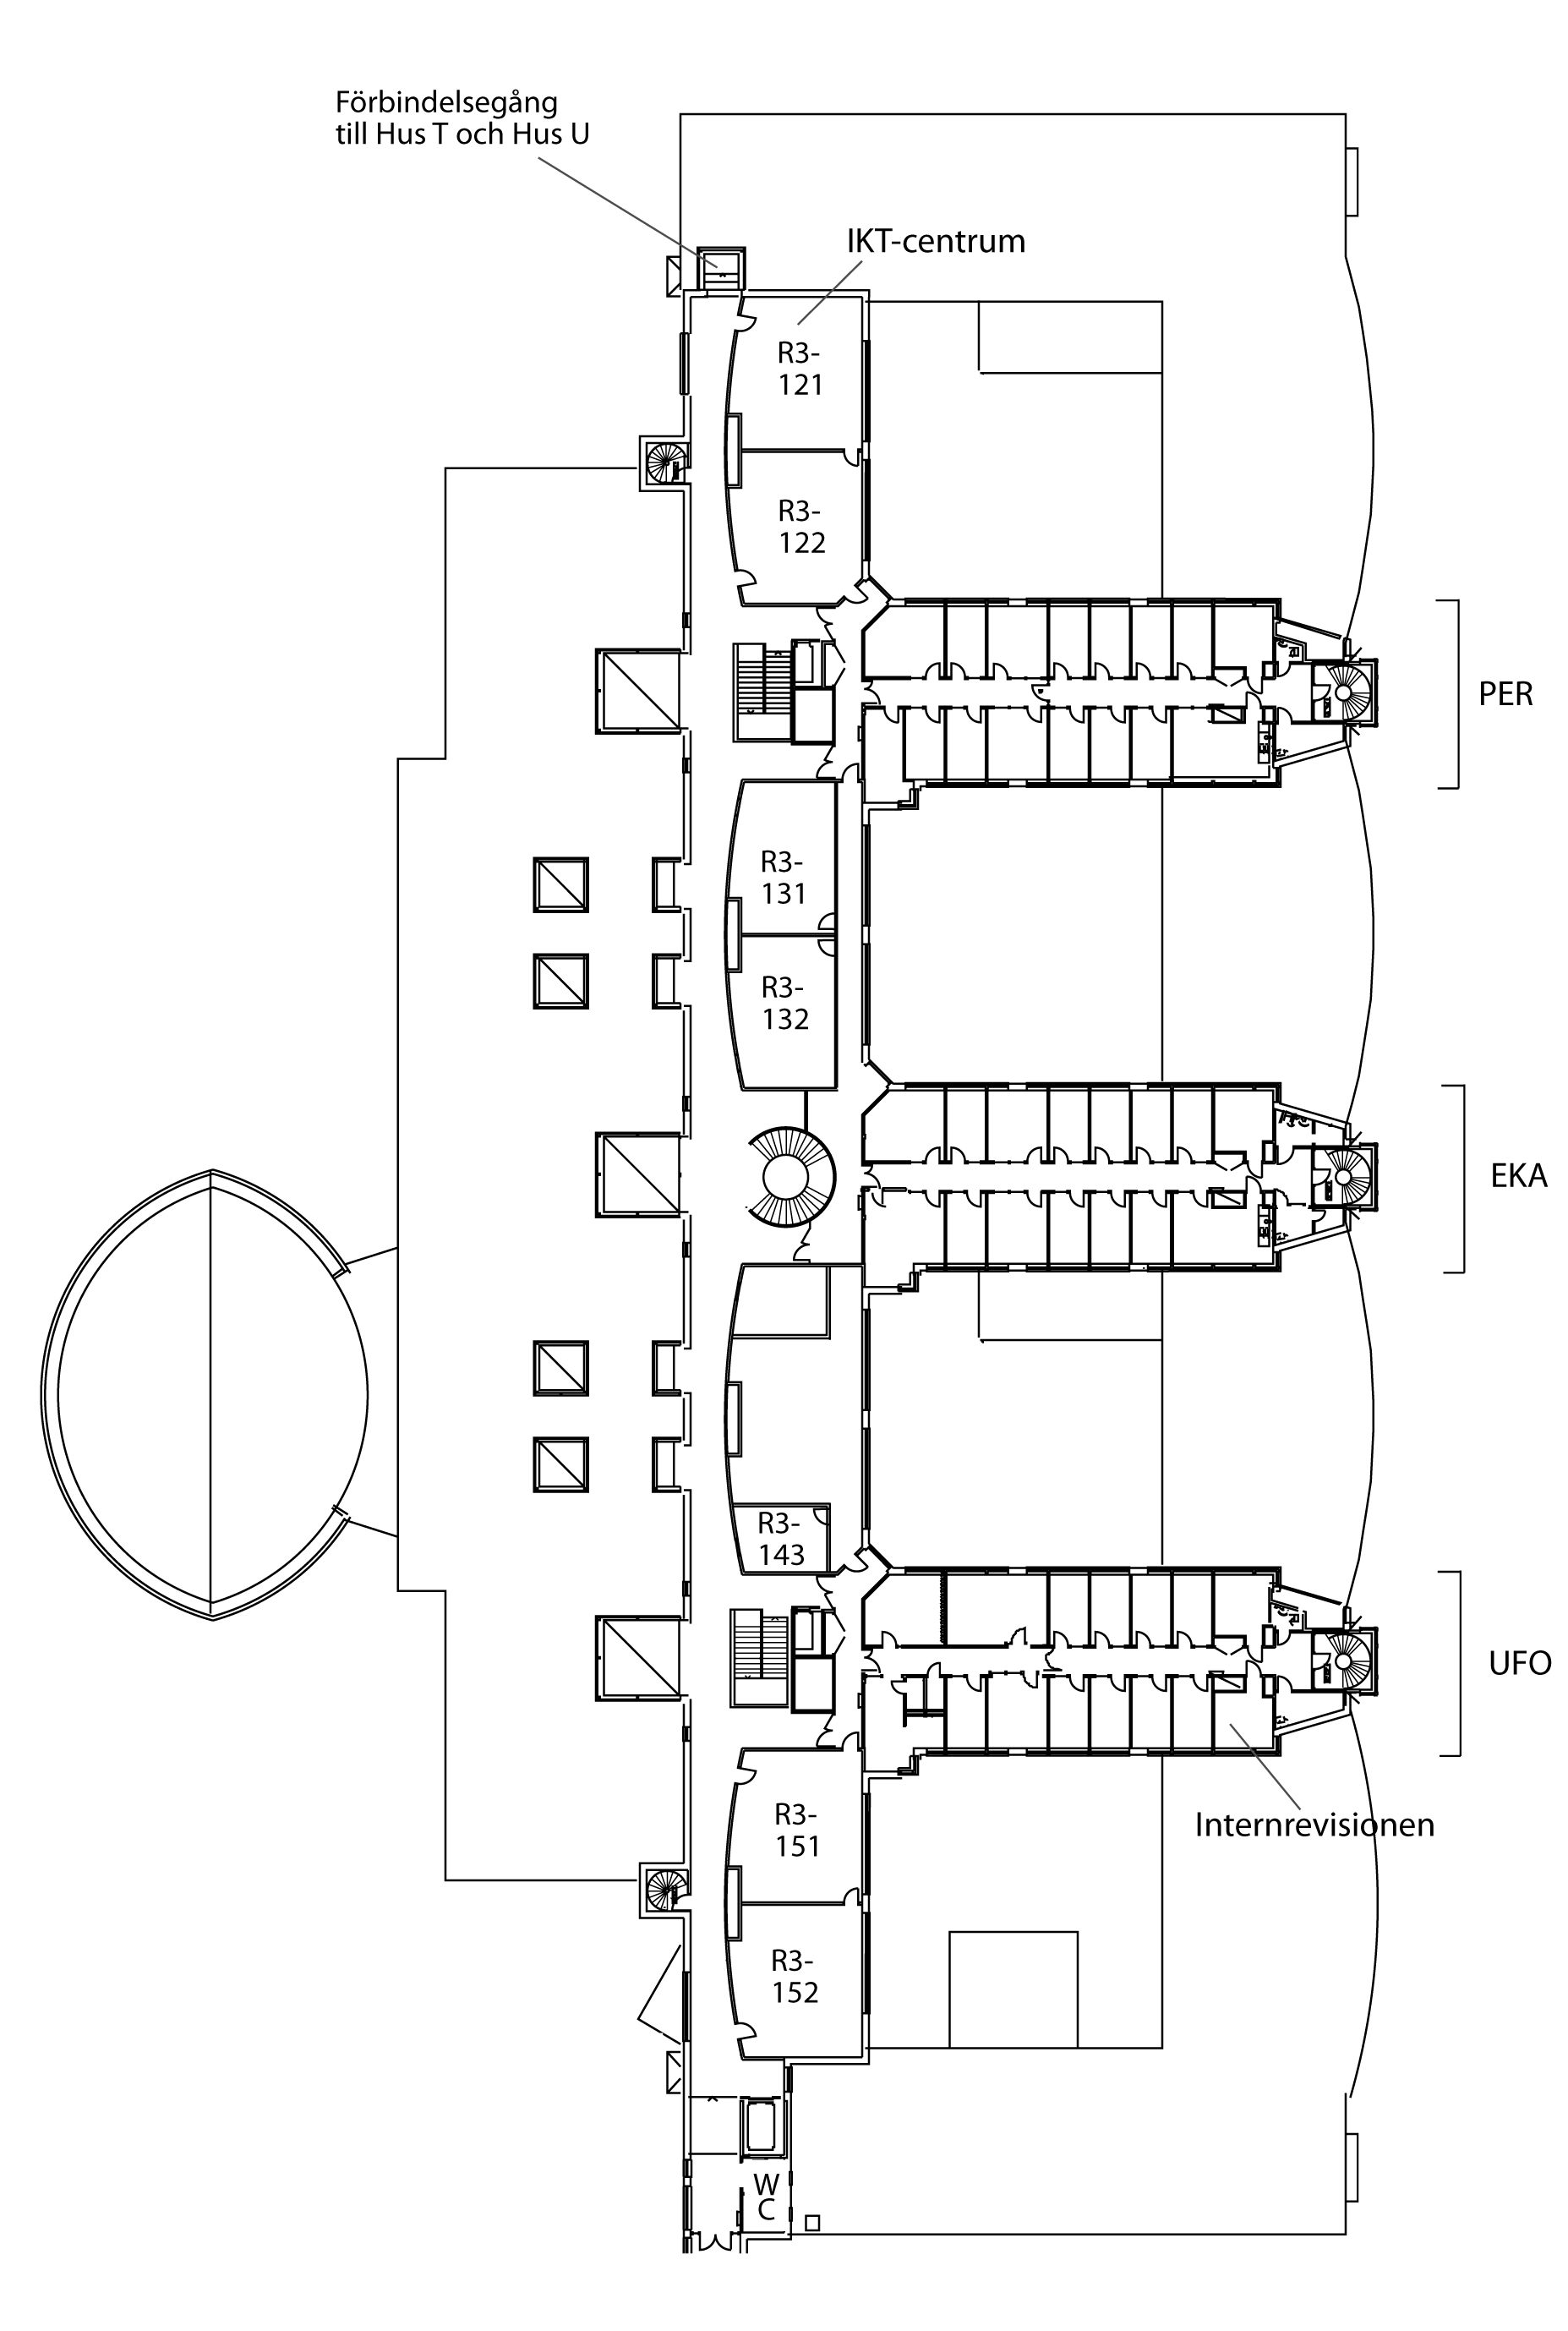 Förbindelsegång
till Hus T och Hus U
IKT-centrum
R3-
121
R3-
122
PER
R3-
131
R3-
132
EKA
R3-
143
UFO
R3-
151
Internrevisionen
R3-
152
W
C